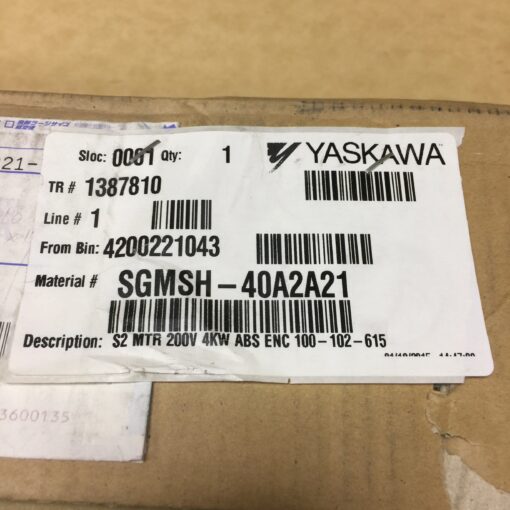 Sloc: 0001 Qty: 1 YASKAWA
TR # 1387810
Line # 1
From Bin: 4200221043
Material # SGMSH-40A2A21
Description: S2 MTR 200V 4KW ABS ENC 100-102-615
21-
3600135